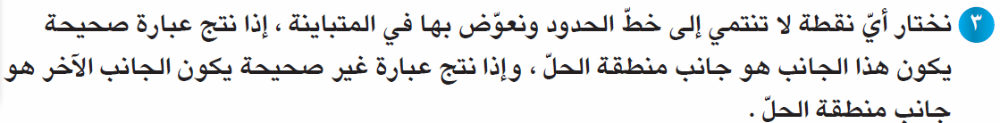 ٣ نختار أيّ نقطة لا تنتمي إلى خطّ الحدود ونعوّض بها في المتباينة ، إذا نتج عبارة صحيحة
يكون هذا الجانب هو جانب منطقة الحلّ ، وإذا نتج عبارة غير صحيحة يكون الجانب الآخر هو
جانب منطقة الحلّ .